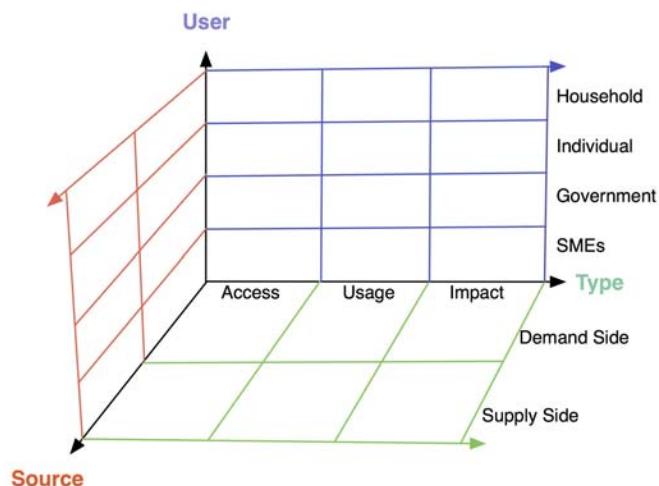 User
Household
Individual
Government
SMEs
Access Usage Impact Type
Demand Side
Supply Side
Source